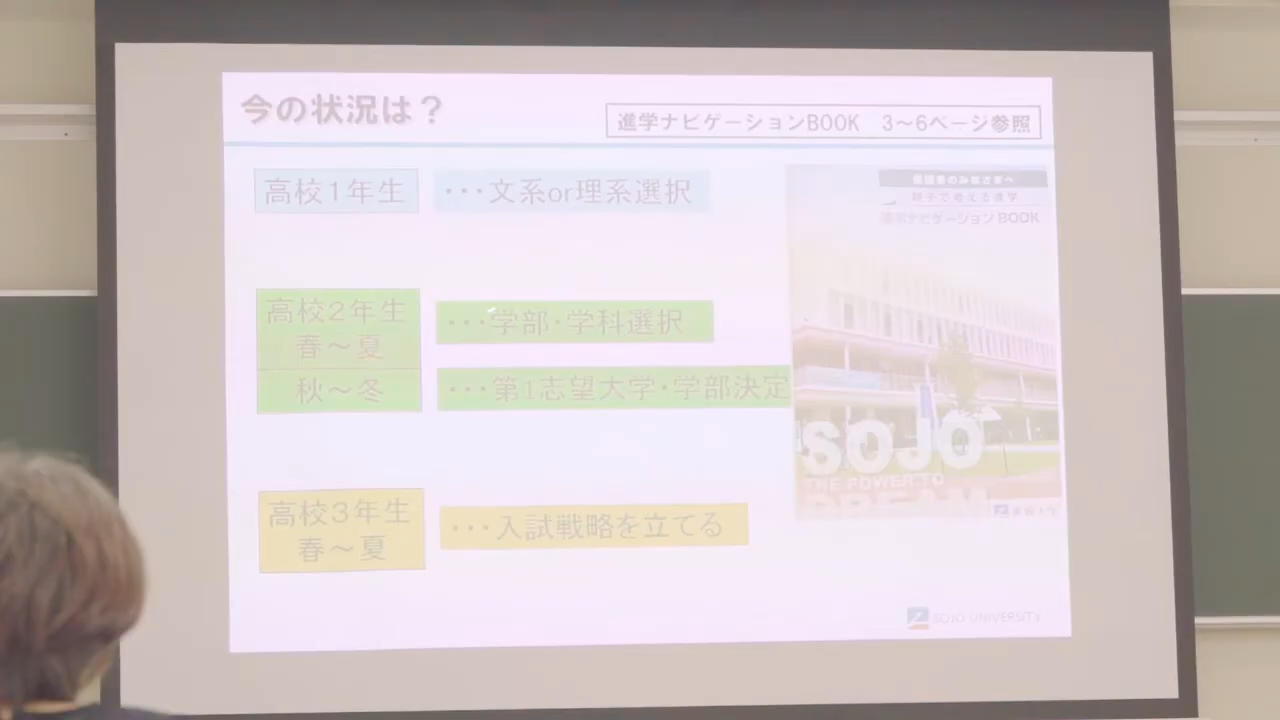 今の状況は？
進学ナビゲーションBOOK　3～6ページ参照
高校1年生
・・・文系or理系選択
高校2年生
春～夏
・・・学部・学科選択
秋～冬
・・・第1志望大学・学部決定
高校3年生
春～夏
・・・入試戦略を立てる
保護者のみなさまへ
親子で考える進学
進学ナビゲーションBOOK
SOJO
THE POWER TO
DREAM
崇城大学
SOJO UNIVERSITY